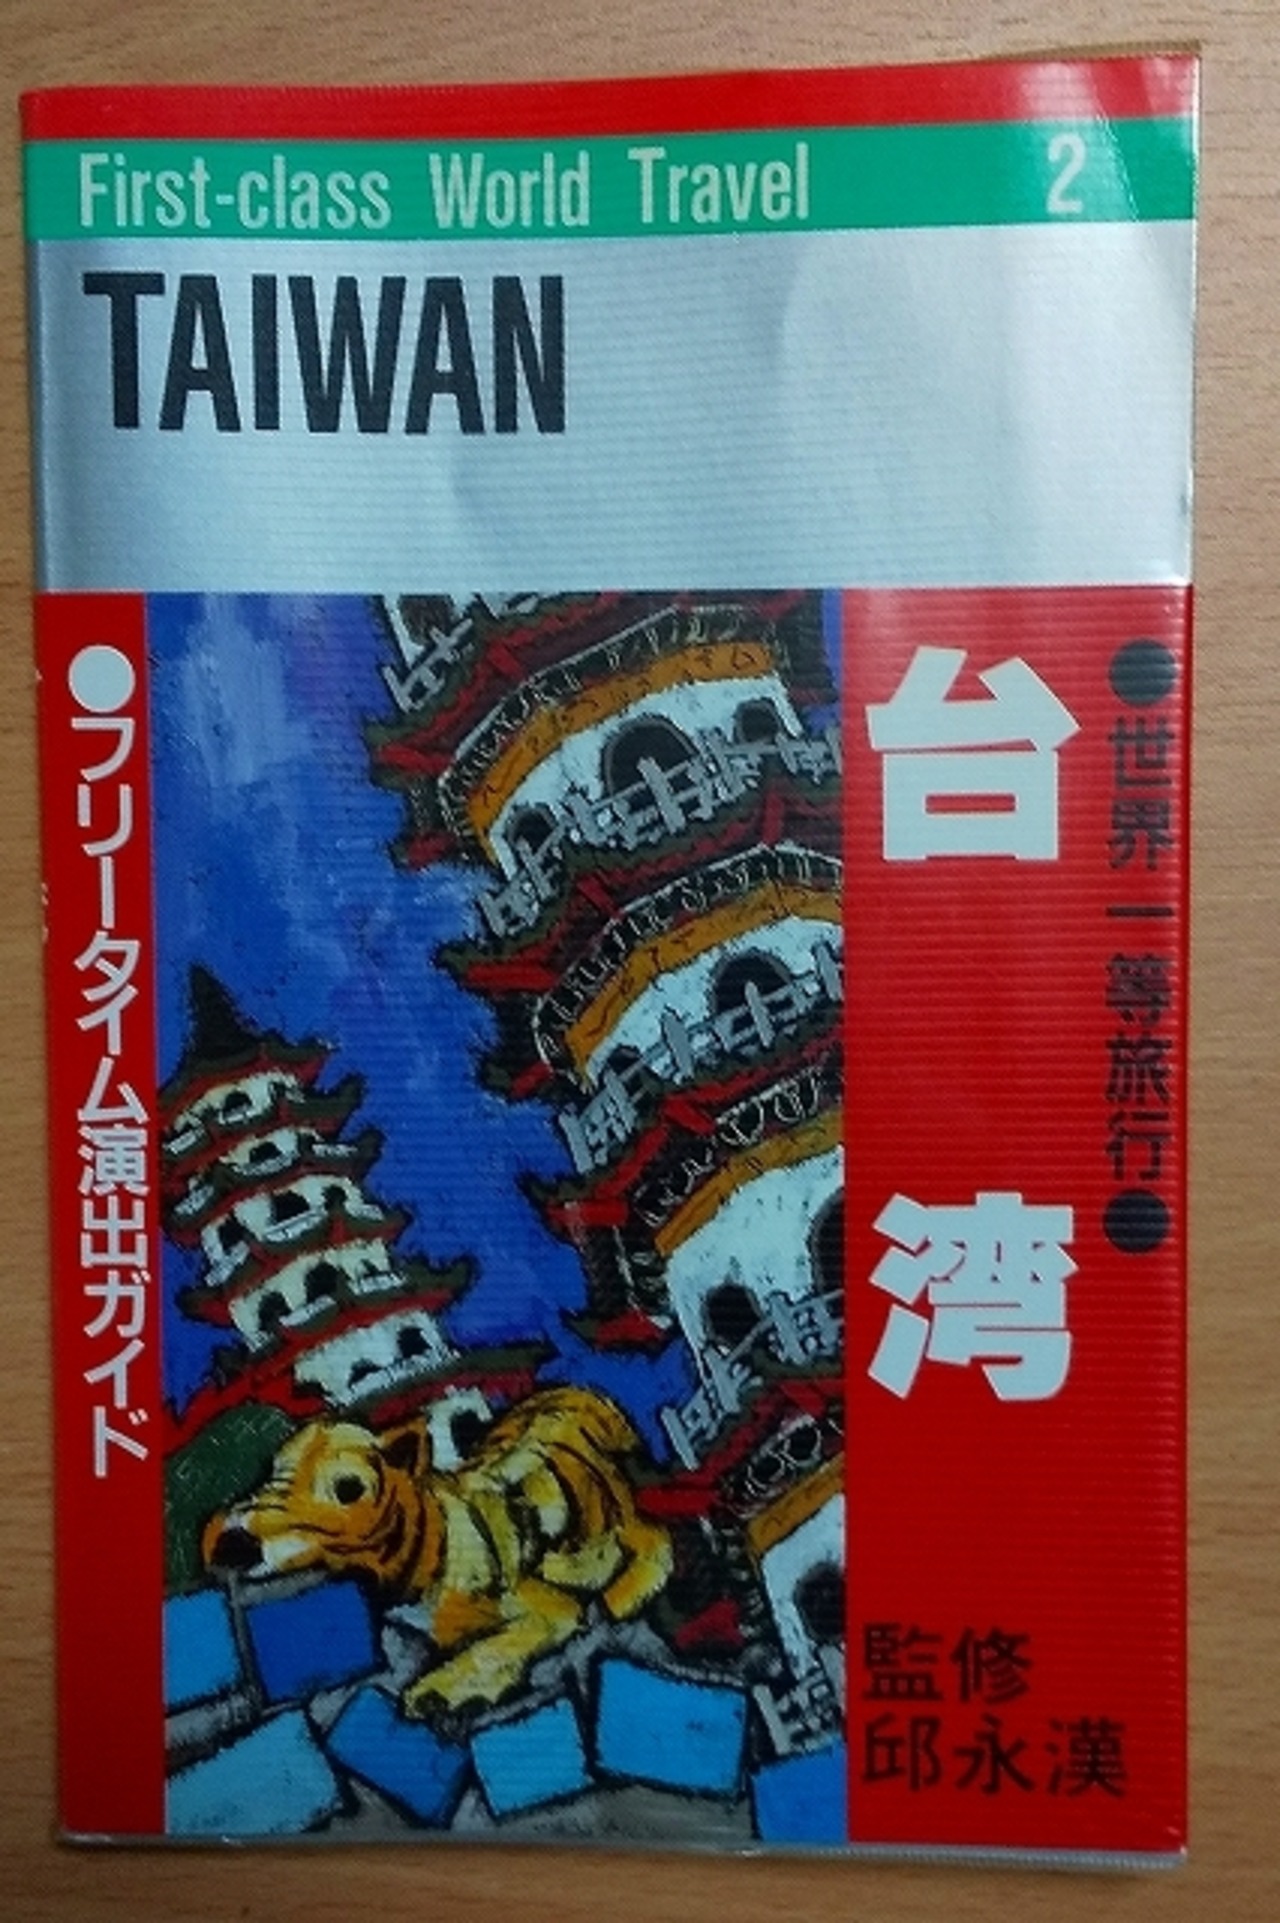 First-class World Travel 2
TAIWAN
●世界一等旅行●
台湾
●フリータイム演出ガイド
監修
邱永漢